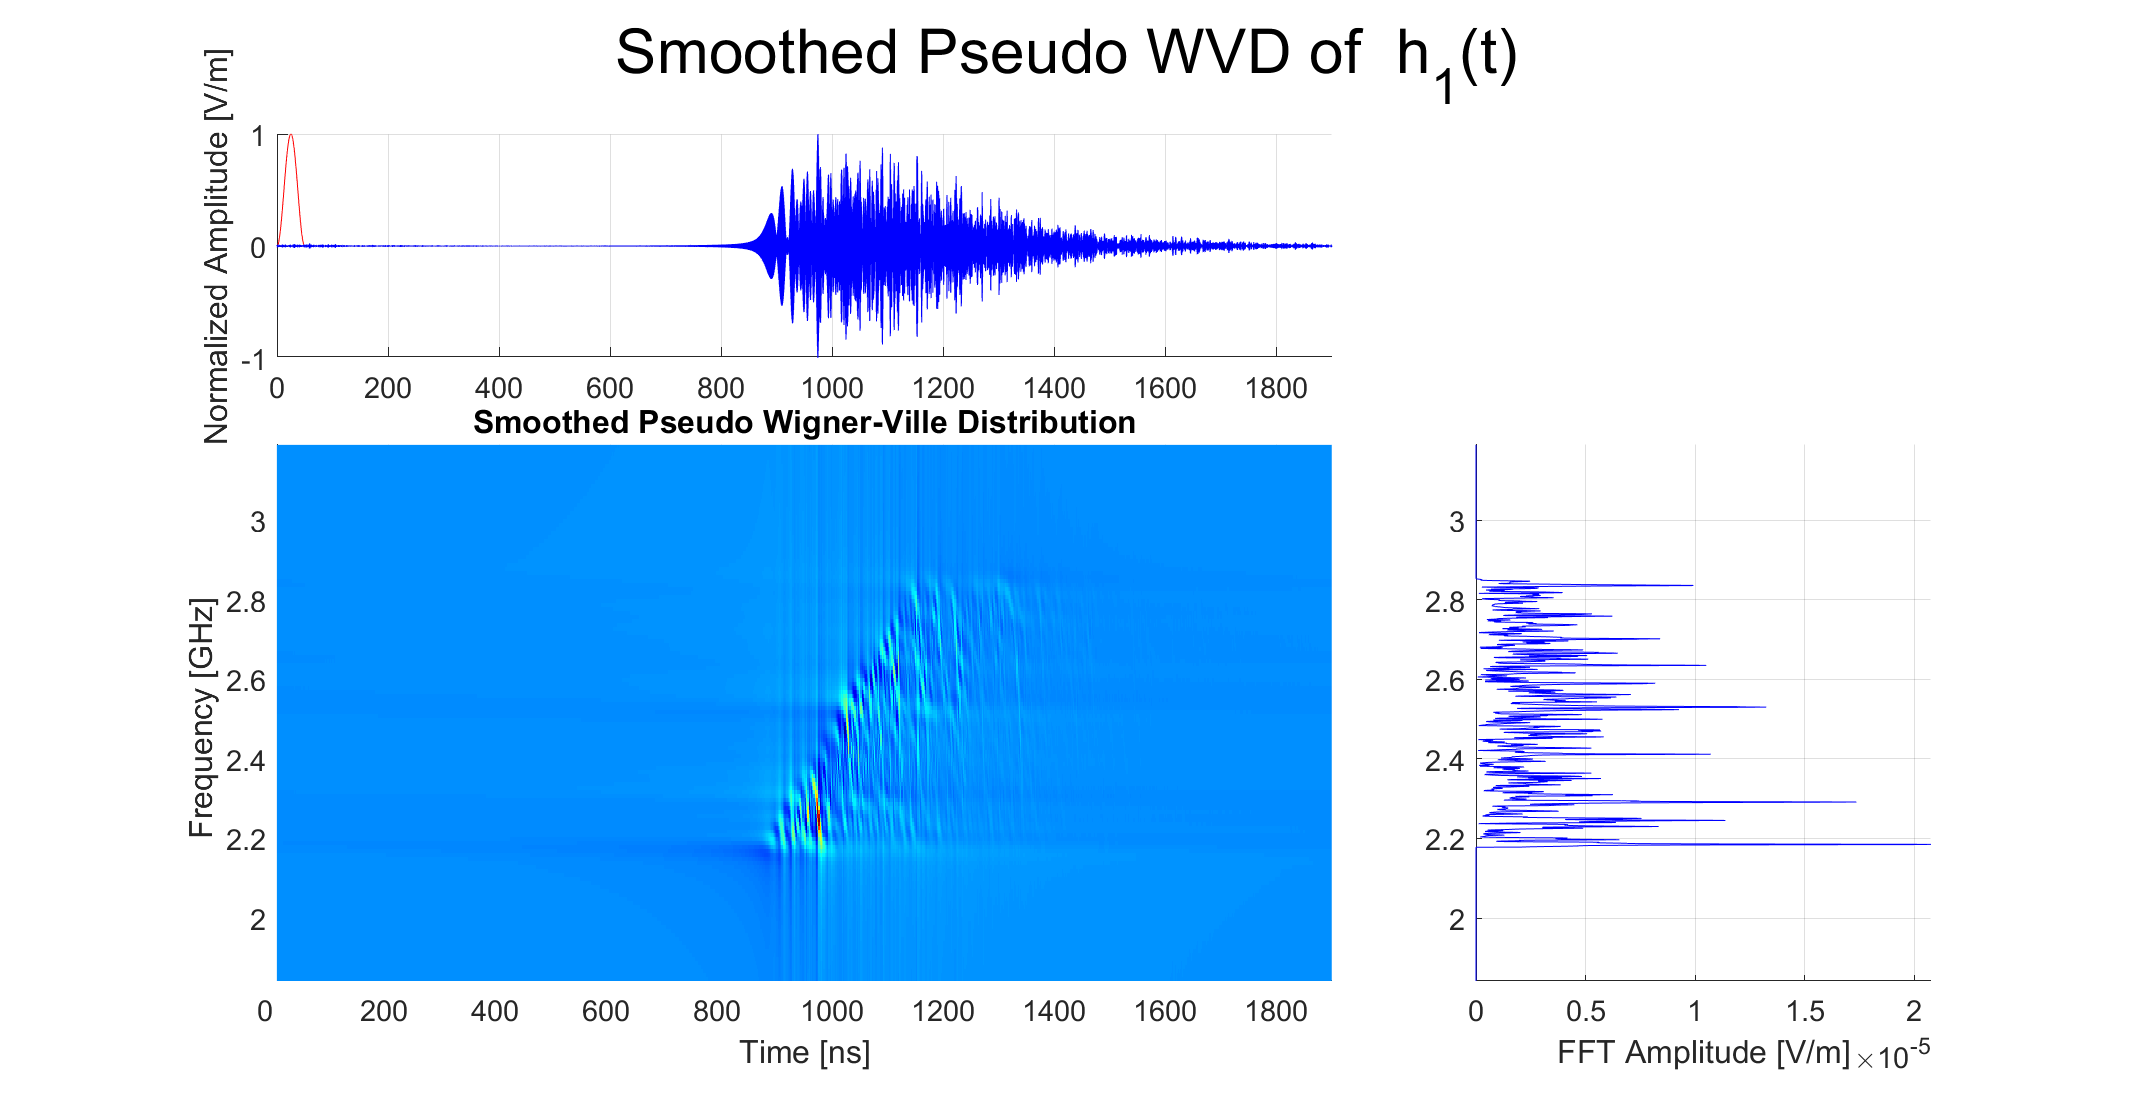 Smoothed Pseudo WVD of h1(t)
Normalized Amplitude [V/m]
1
0
-1
0 200 400 600 800 1000 1200 1400 1600 1800
Smoothed Pseudo Wigner-Ville Distribution
Frequency [GHz]
3
2.8
2.6
2.4
2.2
2
0 200 400 600 800 1000 1200 1400 1600 1800
Time [ns]
3
2.8
2.6
2.4
2.2
2
0 0.5 1 1.5 2
FFT Amplitude [V/m] ×10-5